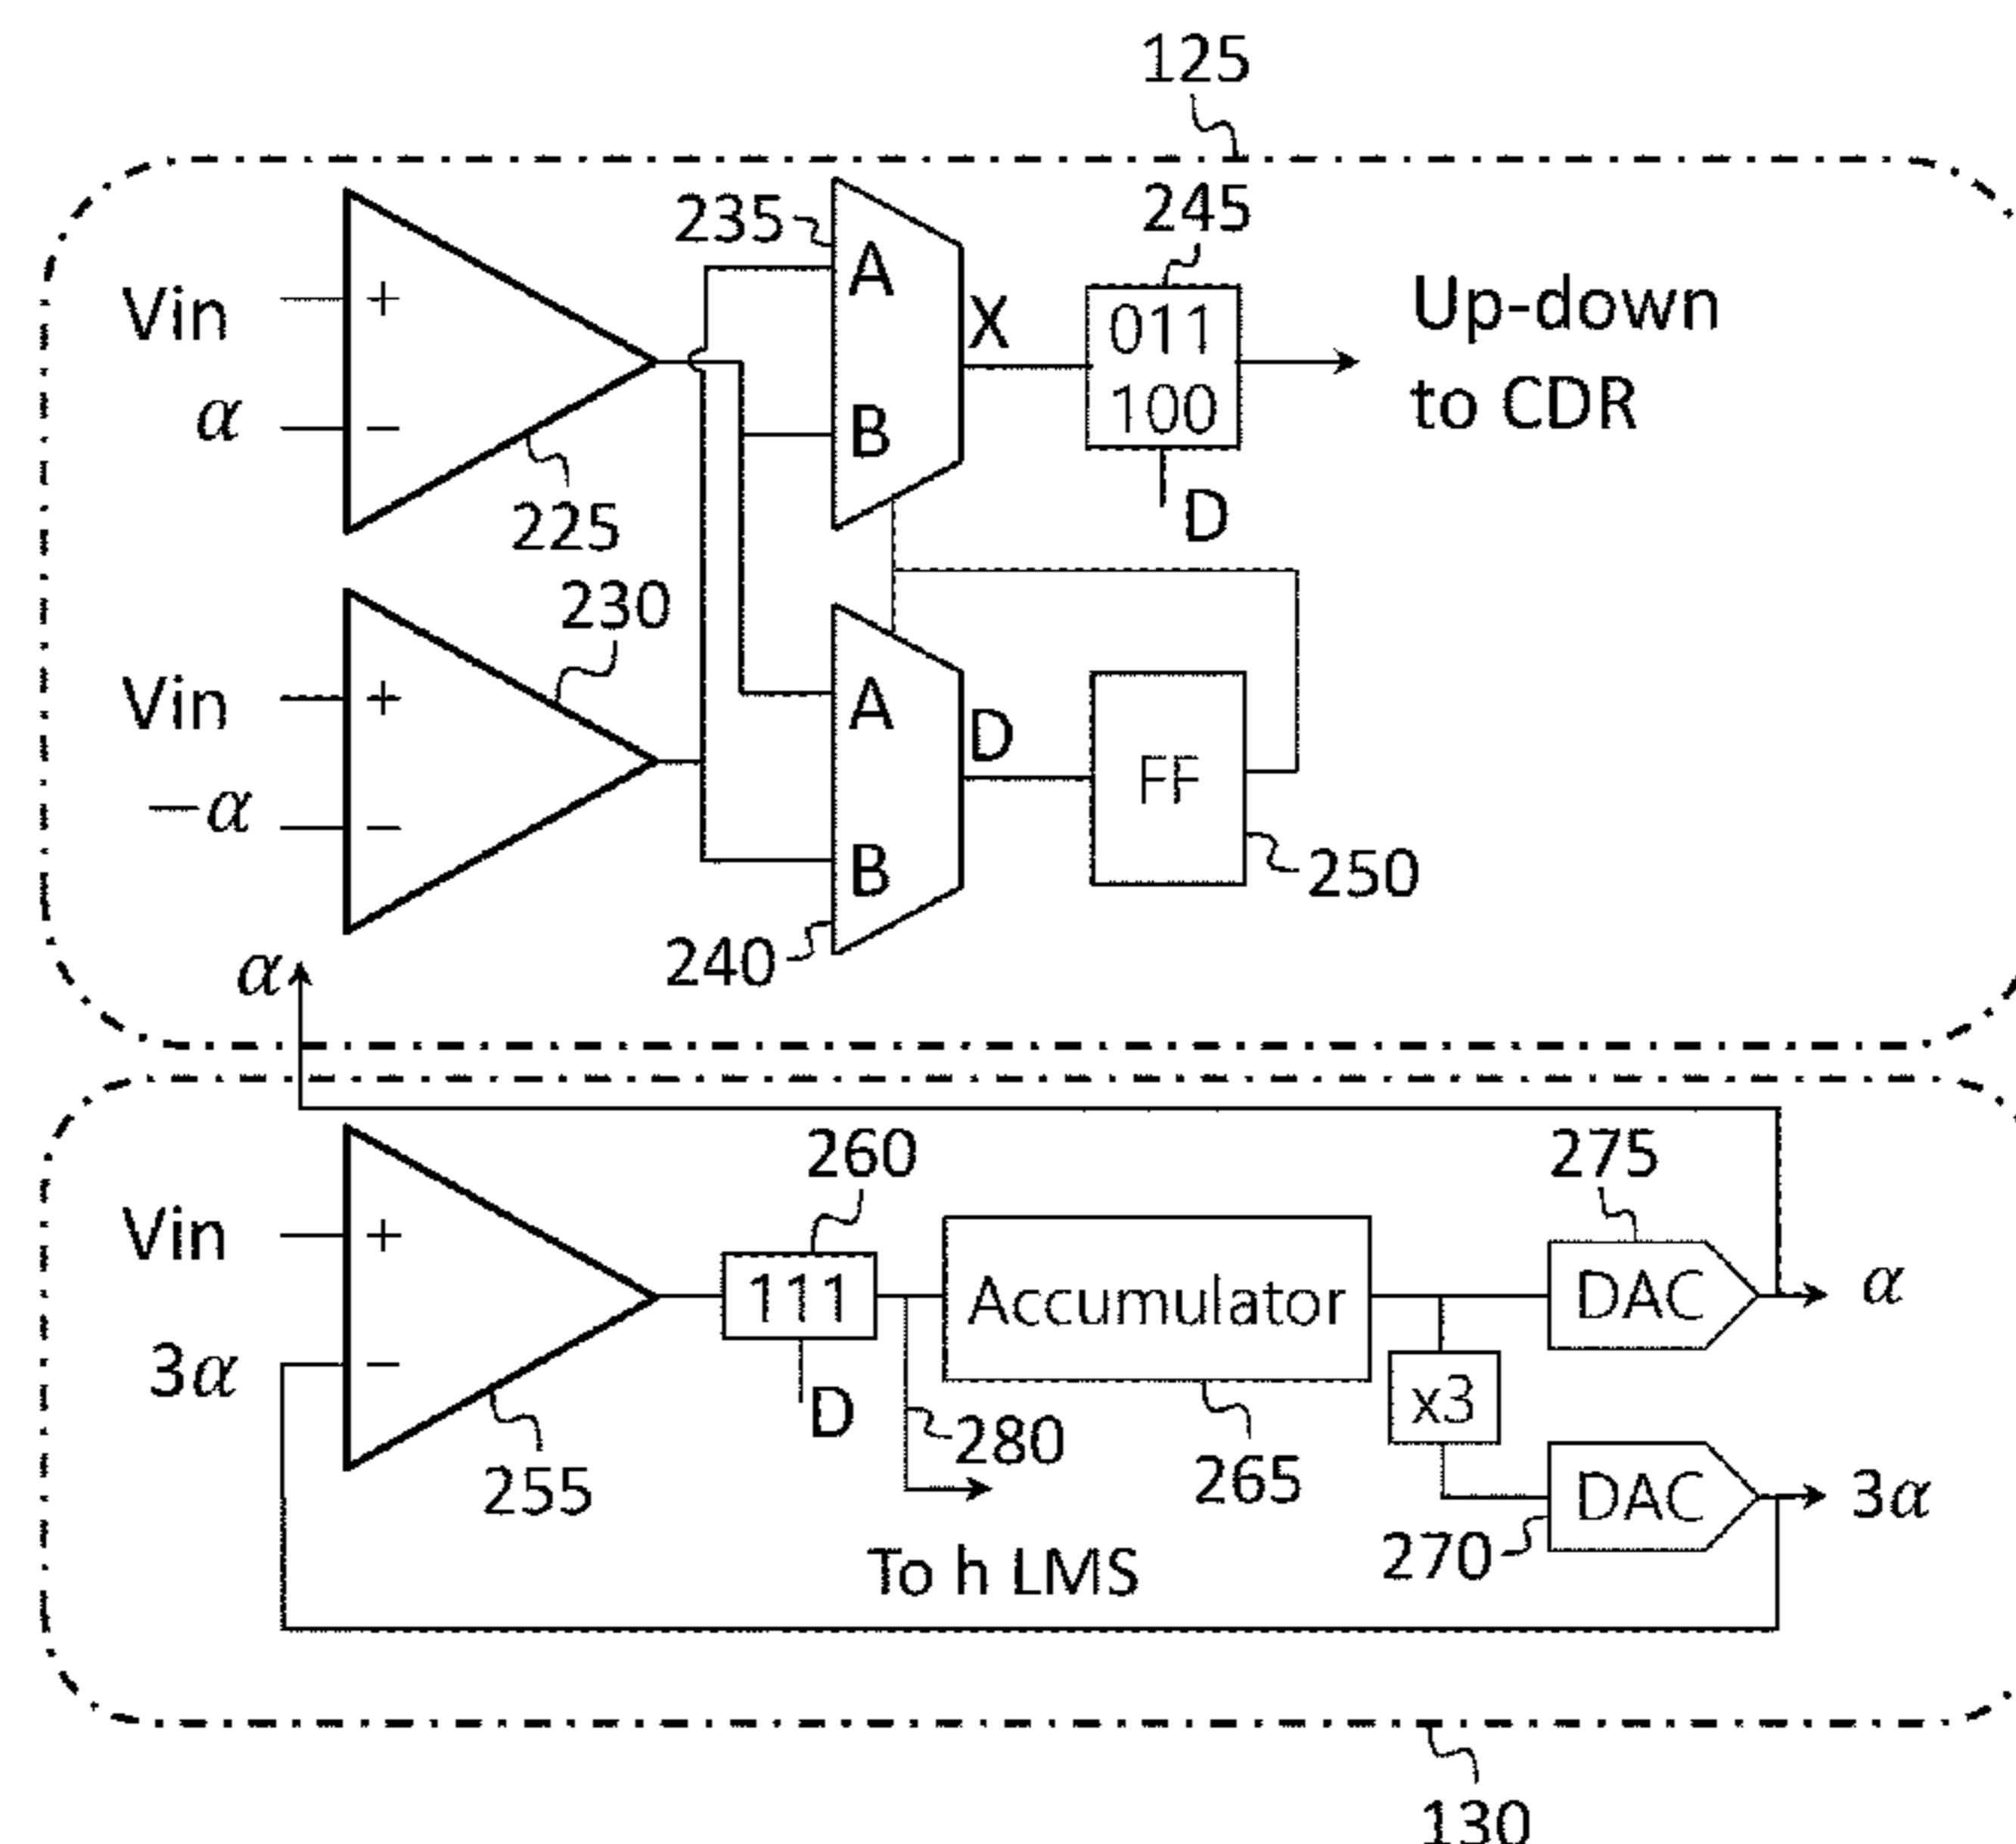 125
235
245
Vin
+
A
X
011
100
Up-down
to CDR
α
−
B
225
D
230
Vin
+
A
D
FF
−α
−
B
250
240
α
260
275
Vin
+
111
Accumulator
DAC
α
3α
−
D
280
x3
255
265
DAC
3α
270
To h LMS
130